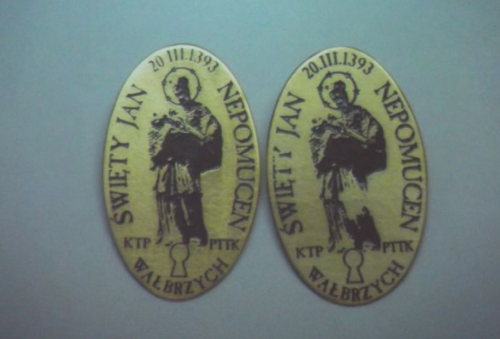 20 III.1393
ŚWIĘTY JAN NEPOMUCEN
KTP PTTK
WAŁBRZYCH
20.III.1393
ŚWIĘTY JAN NEPOMUCEN
KTP PTTK
WAŁBRZYCH